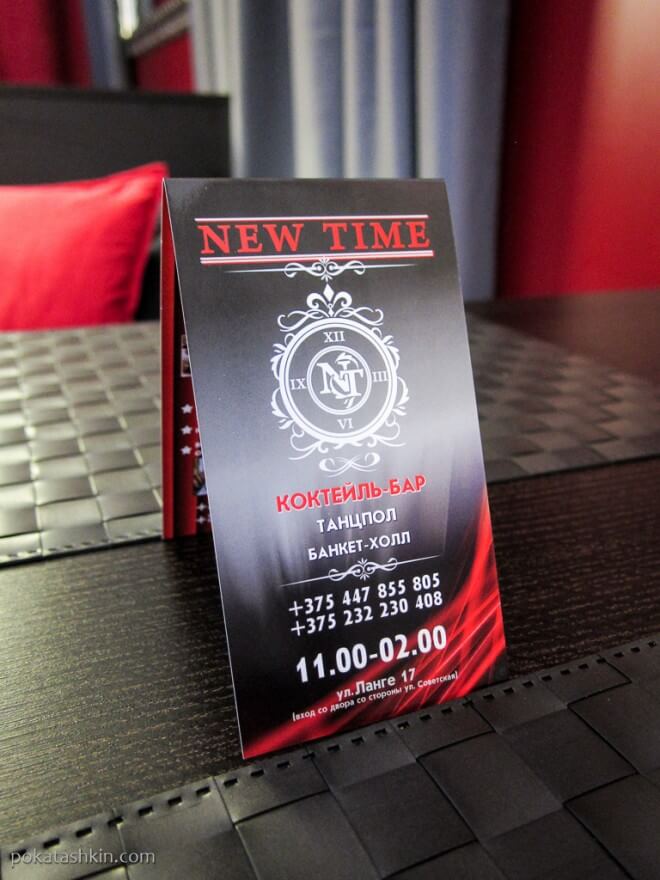 NEW TIME
XII
IX III
NT
VI
КОКТЕЙЛЬ-БАР
ТАНЦПОЛ
БАНКЕТ-ХОЛЛ
+375 447 855 805
+375 232 230 408
11.00-02.00
ул.Ланге 17
(вход со двора со стороны ул. Советская)
pokatashkin.com